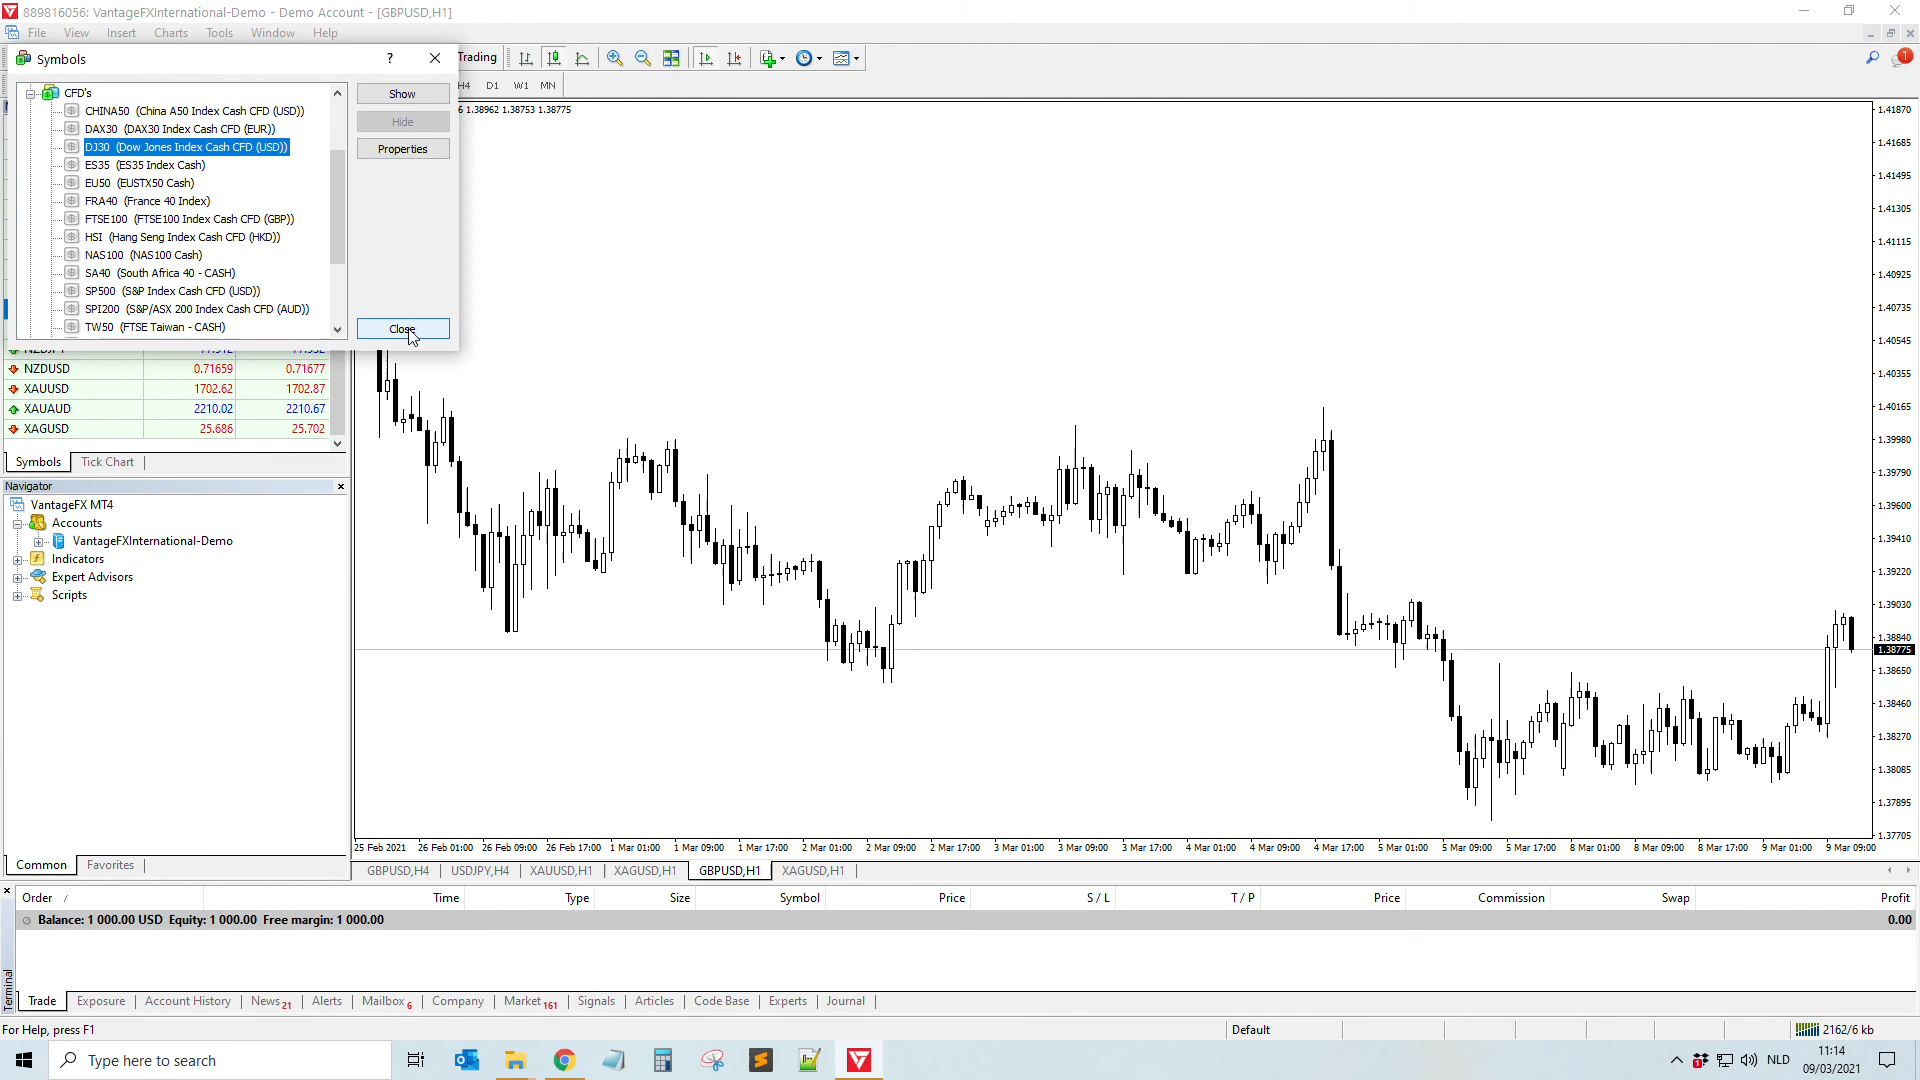 889816056: VantageFXInternational-Demo - Demo Account - [GBPUSD,H1]
File View Insert Charts Tools Window Help
Symbols ?
Trading
1
CFD's
Show
H4 D1 W1 MN
CHINA50 (China A50 Index Cash CFD (USD))
6 1.38962 1.38753 1.38775
Hide
DAX30 (DAX30 Index Cash CFD (EUR))
DJ30 (Dow Jones Index Cash CFD (USD))
Properties
ES35 (ES35 Index Cash)
EU50 (EUSTX50 Cash)
FRA40 (France 40 Index)
FTSE100 (FTSE100 Index Cash CFD (GBP))
HSI (Hang Seng Index Cash CFD (HKD))
NAS100 (NAS100 Cash)
SA40 (South Africa 40 - CASH)
SP500 (S&P Index Cash CFD (USD))
SPI200 (S&P/ASX 200 Index Cash CFD (AUD))
TW50 (FTSE Taiwan - CASH)
Close
NZDUSD 0.71659 0.71677
XAUUSD 1702.62 1702.87
XAUAUD 2210.02 2210.67
XAGUSD 25.686 25.702
Symbols Tick Chart
Navigator
VantageFX MT4
Accounts
VantageFXInternational-Demo
Indicators
Expert Advisors
Scripts
Common Favorites
1.41870
1.41685
1.41495
1.41305
1.41115
1.40925
1.40735
1.40545
1.40355
1.40165
1.39980
1.39790
1.39600
1.39410
1.39220
1.39030
1.38840
1.38775
1.38650
1.38460
1.38270
1.38085
1.37895
1.37705
25 Feb 2021 26 Feb 01:00 26 Feb 09:00 26 Feb 17:00 1 Mar 01:00 1 Mar 09:00 1 Mar 17:00 2 Mar 01:00 2 Mar 09:00 2 Mar 17:00 3 Mar 01:00 3 Mar 09:00 3 Mar 17:00 4 Mar 01:00 4 Mar 09:00 4 Mar 17:00 5 Mar 01:00 5 Mar 09:00 5 Mar 17:00 8 Mar 01:00 8 Mar 09:00 8 Mar 17:00 9 Mar 01:00 9 Mar 09:00
GBPUSD,H4 USDJPY,H4 XAUUSD,H1 XAGUSD,H1 GBPUSD,H1 XAGUSD,H1
Order / Time Type Size Symbol Price S / L T / P Price Commission Swap Profit
Balance: 1 000.00 USD Equity: 1 000.00 Free margin: 1 000.00 0.00
Terminal
Trade Exposure Account History News 21 Alerts Mailbox 6 Company Market 161 Signals Articles Code Base Experts Journal
For Help, press F1 Default 2162/6 kb
Type here to search
NLD
11:14
09/03/2021